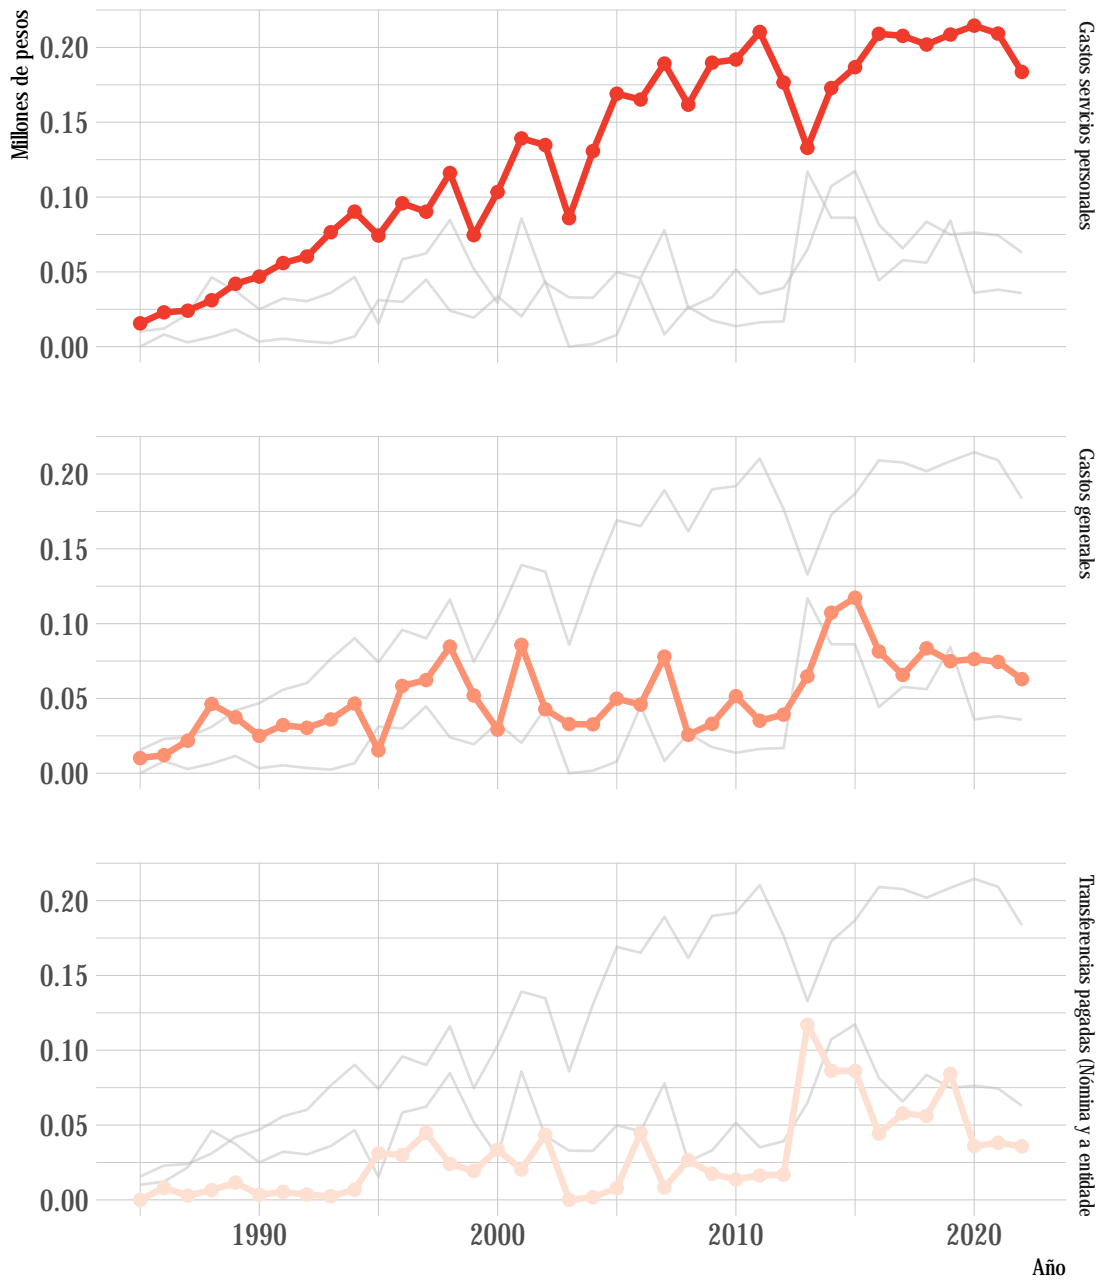 Millones de pesos
0.20
0.15
0.10
0.05
0.00
Gastos servicios personales
0.20
0.15
0.10
0.05
0.00
Gastos generales
0.20
0.15
0.10
0.05
0.00
Transferencias pagadas (Nómina y a entidade
1990 2000 2010 2020
Año